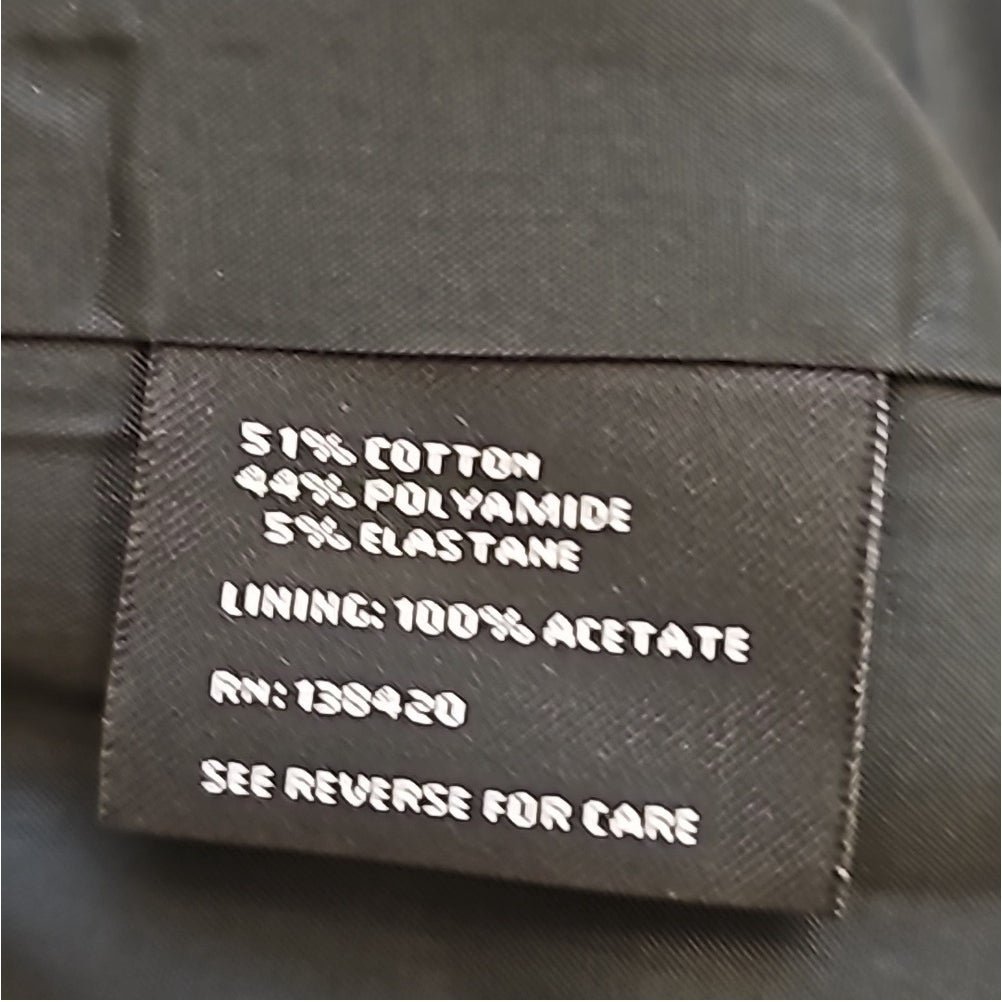 51% COTTON
44% POLYAMIDE
5% ELASTANE
LINING: 100% ACETATE
RN: 138420
SEE REVERSE FOR CARE